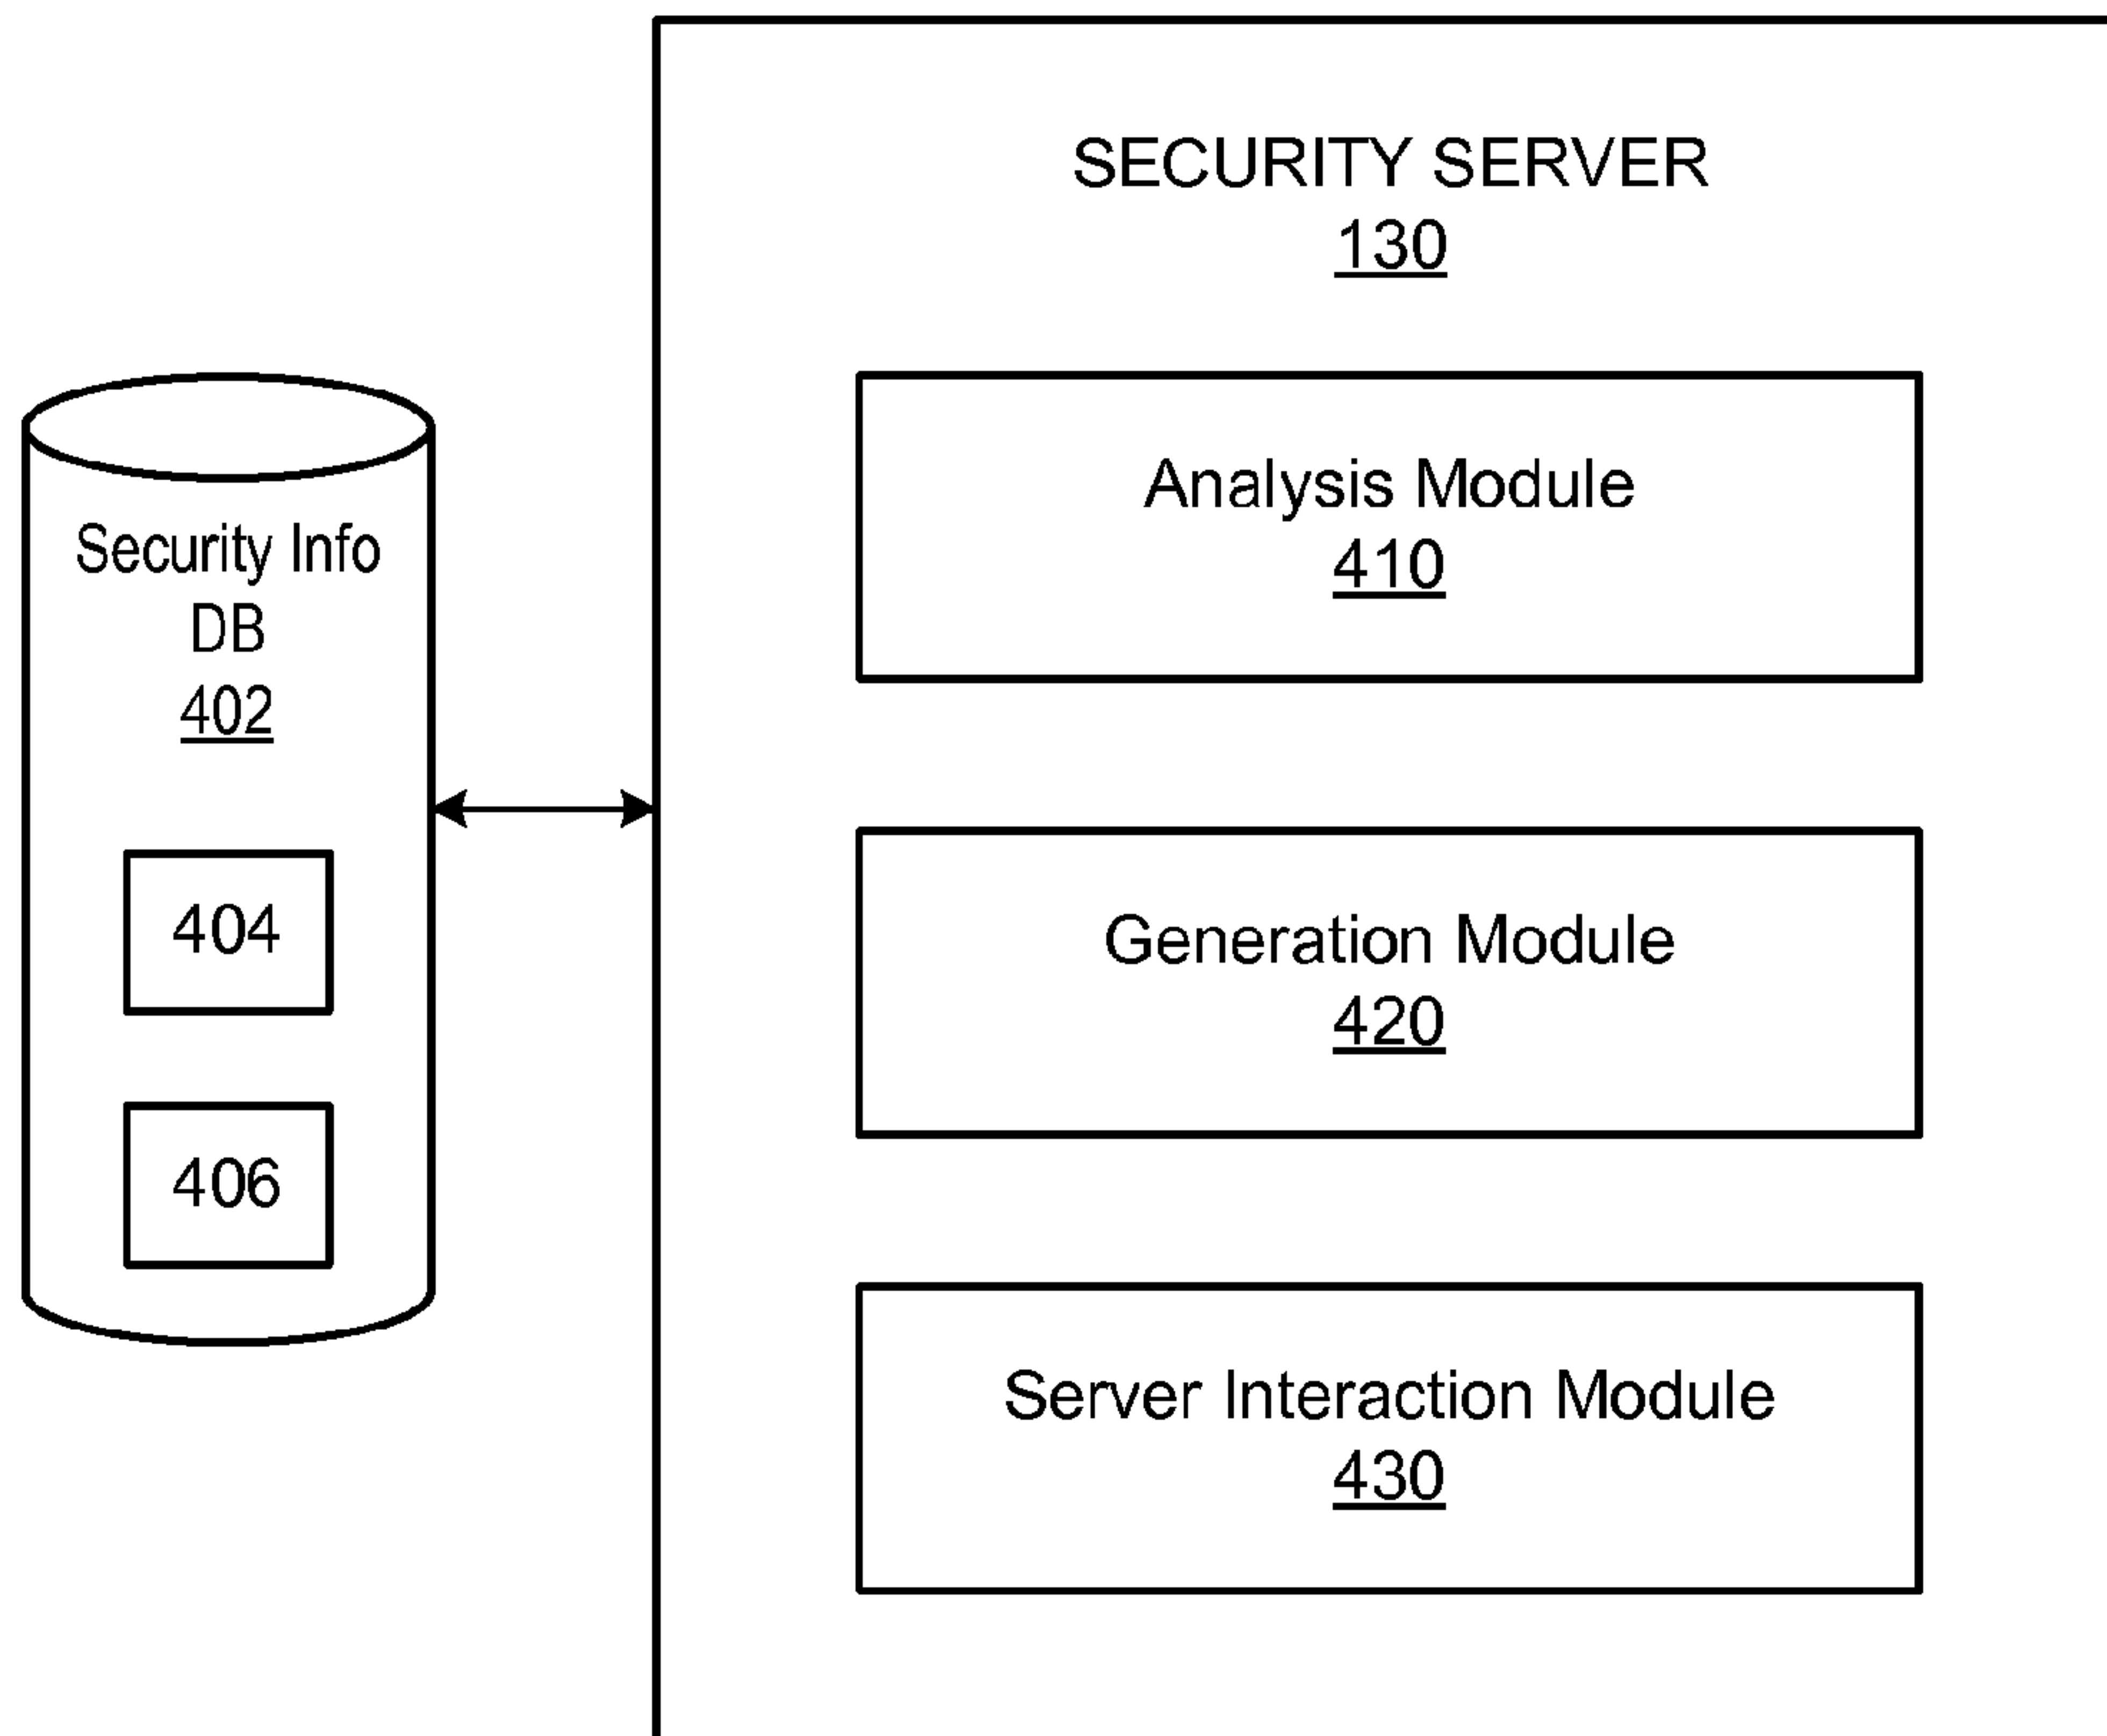 SECURITY SERVER
130
Security Info
DB
402
404
406
Analysis Module
410
Generation Module
420
Server Interaction Module
430